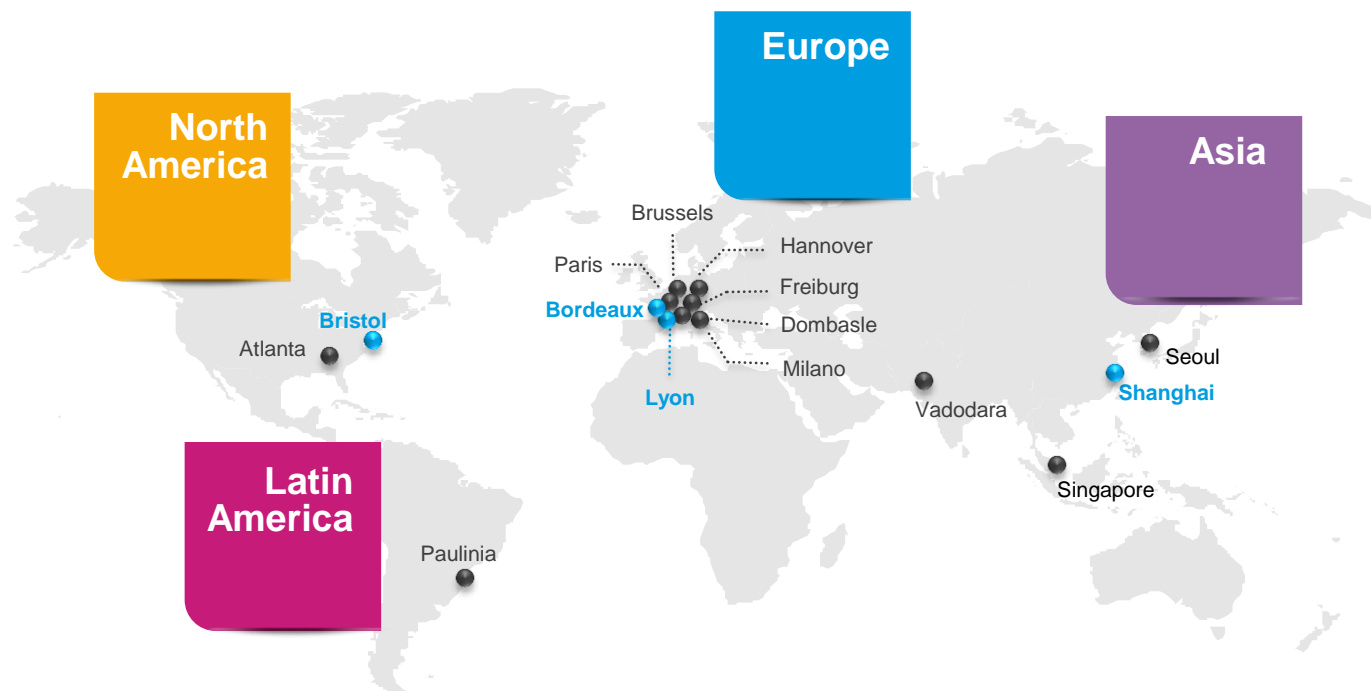 Europe
North
America
Asia
Brussels
Hannover
Paris
Freiburg
Bordeaux
Bristol
Dombasle
Atlanta
Seoul
Milano
Shanghai
Lyon
Vadodara
Latin
America
Singapore
Paulinia